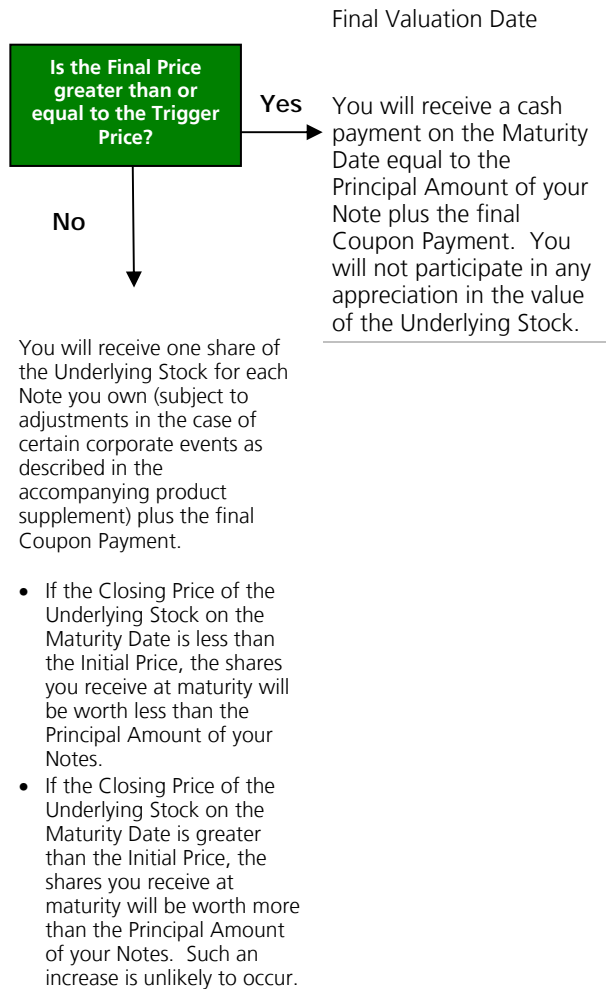 Final Valuation Date
Is the Final Price
greater than or
equal to the Trigger
Price?
Yes
You will receive a cash
payment on the Maturity
Date equal to the
Principal Amount of your
Note plus the final
Coupon Payment.  You
will not participate in any
appreciation in the value
of the Underlying Stock.
No
You will receive one share of
the Underlying Stock for each
Note you own (subject to
adjustments in the case of
certain corporate events as
described in the
accompanying product
supplement) plus the final
Coupon Payment.
• If the Closing Price of the
Underlying Stock on the
Maturity Date is less than
the Initial Price, the shares
you receive at maturity will
be worth less than the
Principal Amount of your
Notes.
• If the Closing Price of the
Underlying Stock on the
Maturity Date is greater
than the Initial Price, the
shares you receive at
maturity will be worth more
than the Principal Amount
of your Notes.  Such an
increase is unlikely to occur.